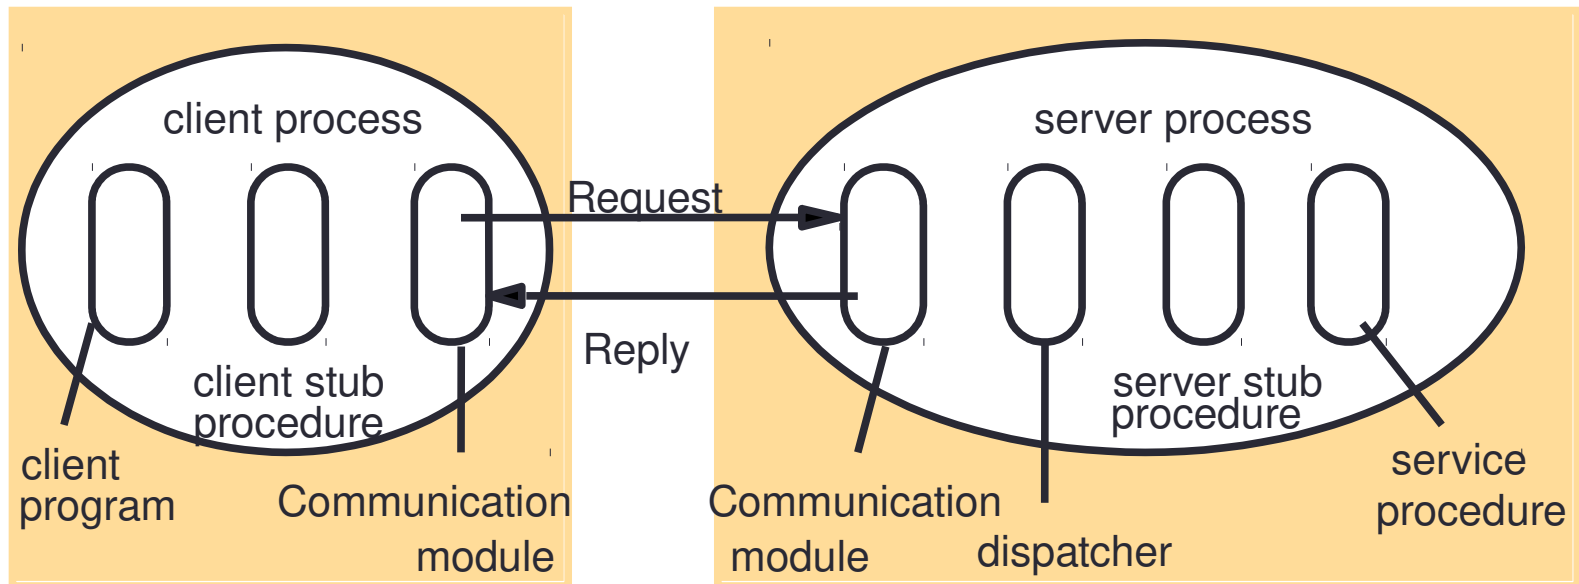 client process
server process
Request
Reply
client stub
procedure
server stub
procedure
client
program
Communication
module
Communication
module
dispatcher
service
procedure